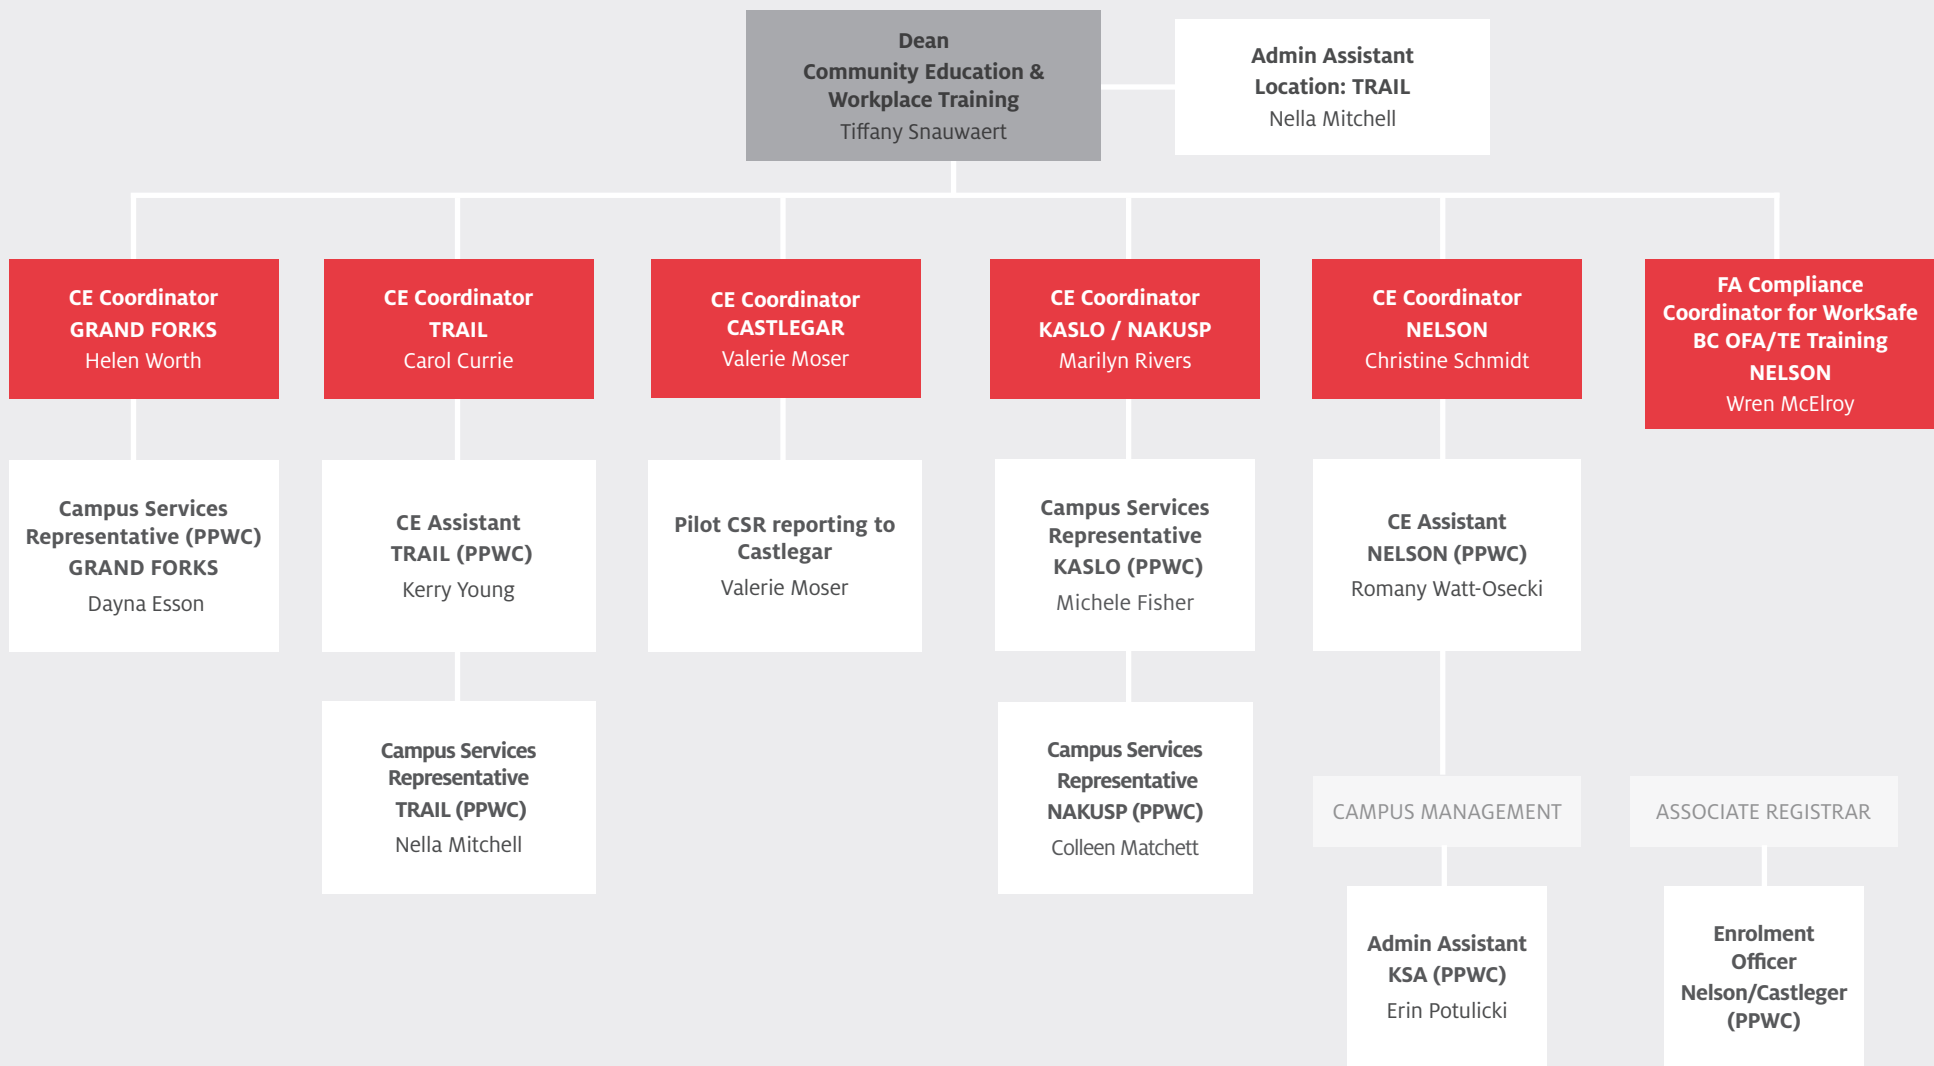 Dean
Community Education &
Workplace Training
Tiffany Snauwaert
Admin Assistant
Location: TRAIL
Nella Mitchell
CE Coordinator
GRAND FORKS
Helen Worth
CE Coordinator
TRAIL
Carol Currie
CE Coordinator
CASTLEGAR
Valerie Moser
CE Coordinator
KASLO / NAKUSP
Marilyn Rivers
CE Coordinator
NELSON
Christine Schmidt
FA Compliance
Coordinator for WorkSafe
BC OFA/TE Training
NELSON
Wren McElroy
Campus Services
Representative (PPWC)
GRAND FORKS
Dayna Esson
CE Assistant
TRAIL (PPWC)
Kerry Young
Pilot CSR reporting to
Castlegar
Valerie Moser
Campus Services
Representative
KASLO (PPWC)
Michele Fisher
CE Assistant
NELSON (PPWC)
Romany Watt-Osecki
Campus Services
Representative
TRAIL (PPWC)
Nella Mitchell
Campus Services
Representative
NAKUSP (PPWC)
Colleen Matchett
CAMPUS MANAGEMENT
ASSOCIATE REGISTRAR
Admin Assistant
KSA (PPWC)
Erin Potulicki
Enrolment
Officer
Nelson/Castleger
(PPWC)